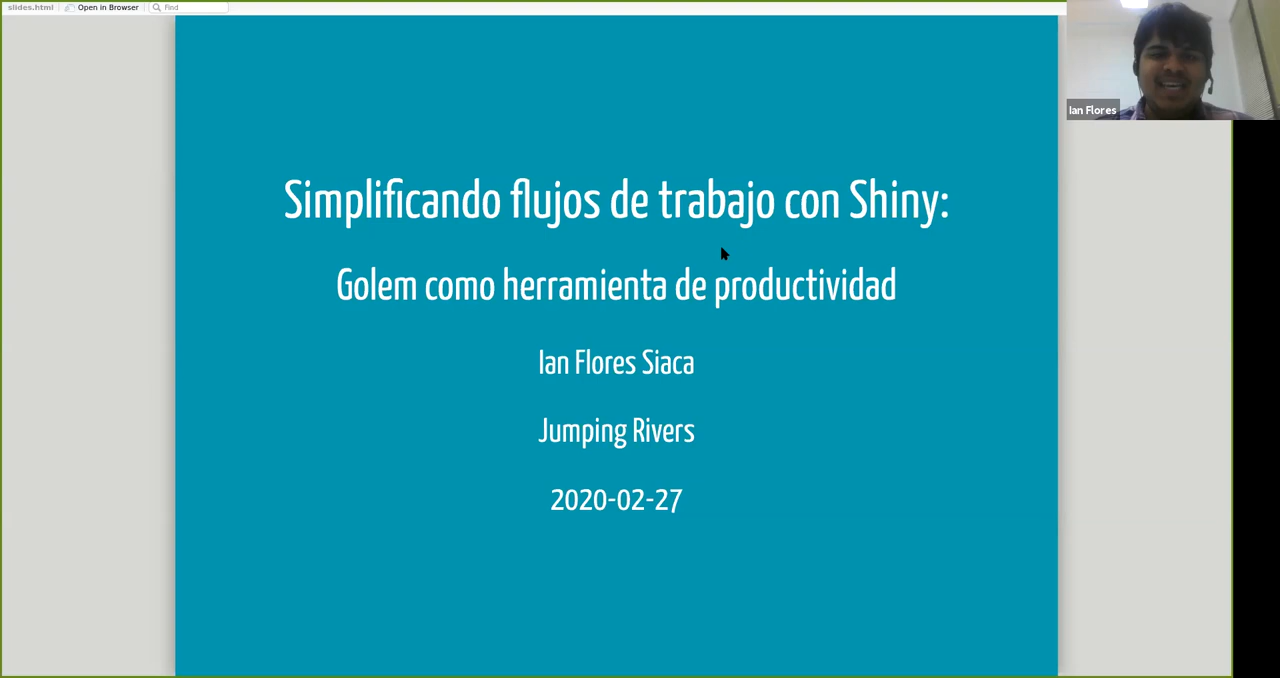 slides.html
Open in Browser
Find
Ian Flores
Simplificando flujos de trabajo con Shiny:
Golem como herramienta de productividad
Ian Flores Siaca
Jumping Rivers
2020-02-27